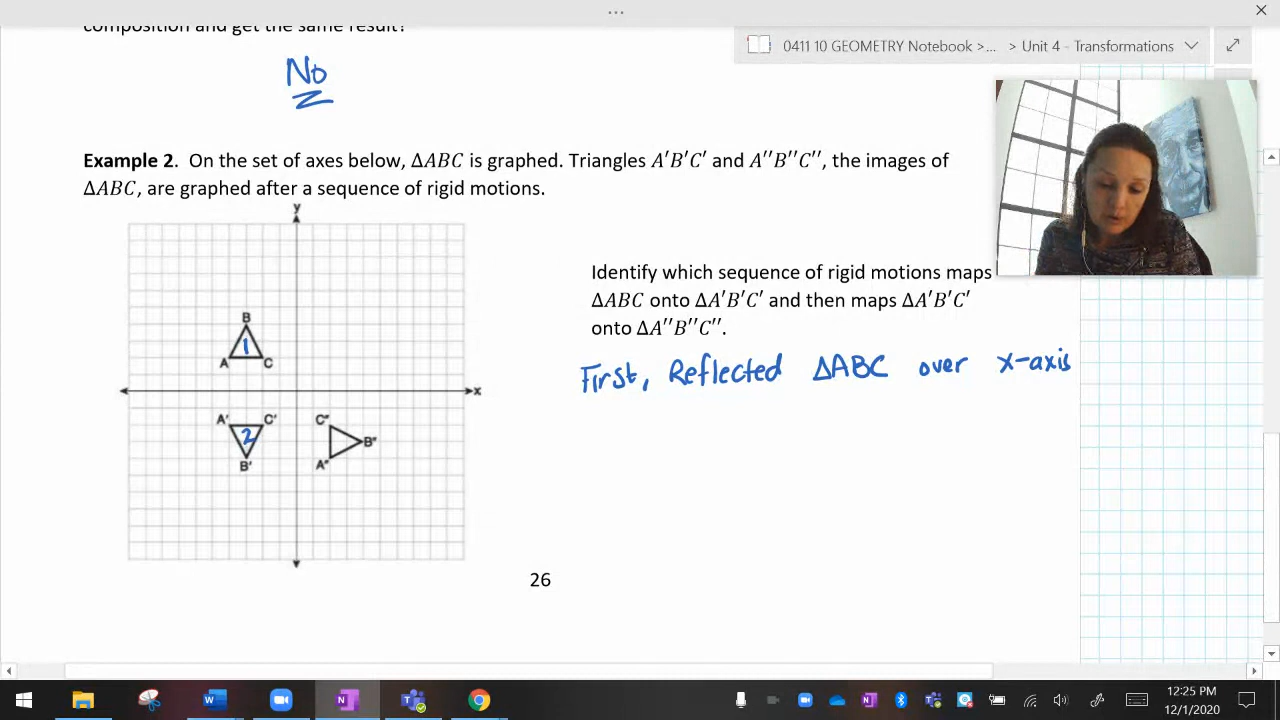 composition and get the same result?
0411 10 GEOMETRY Notebook >... > Unit 4 - Transformations
No
Example 2. On the set of axes below, ΔABC is graphed. Triangles A′B′C′ and A′′B′′C′′, the images of
ΔABC, are graphed after a sequence of rigid motions.
y
Identify which sequence of rigid motions maps
ΔABC onto ΔA′B′C′ and then maps ΔA′B′C′
onto ΔA′′B′′C′′.
First, Reflected ΔABC over x-axis
B
1
A C
x
A' C' C"
2 B"
B' A"
26
12:25 PM
12/1/2020